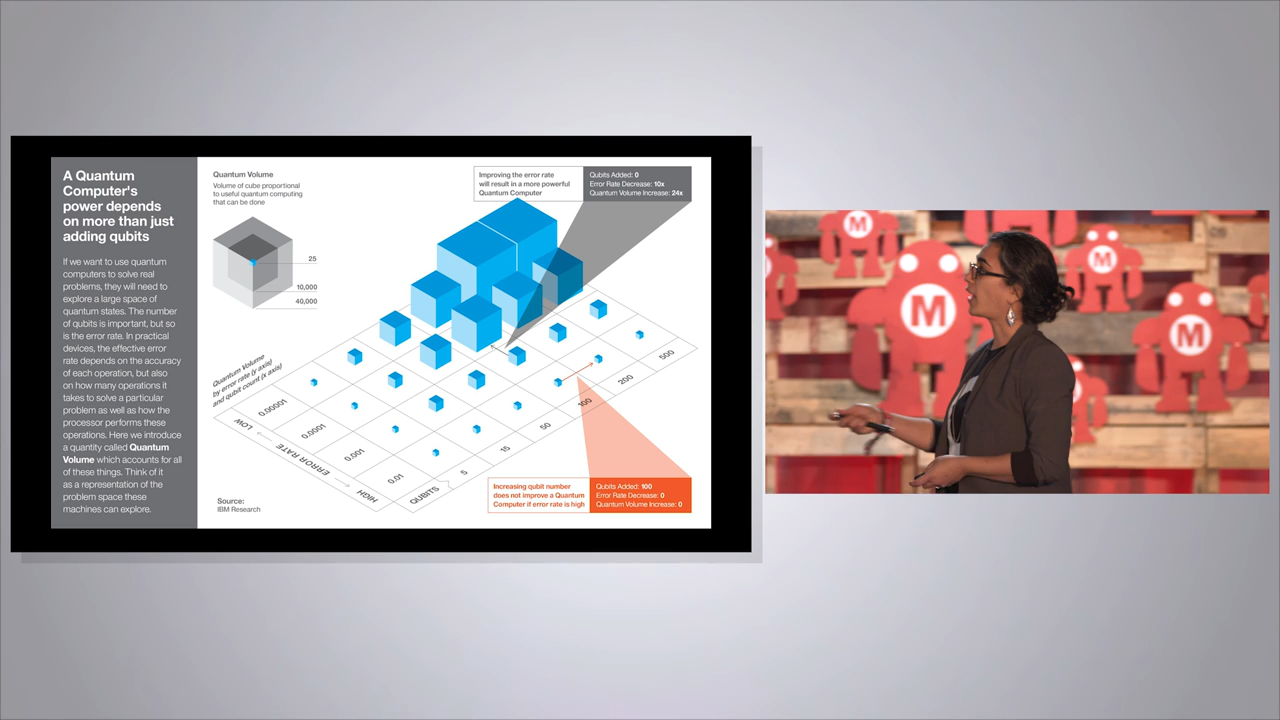 A Quantum
Computer's
power depends
on more than just
adding qubits
If we want to use quantum
computers to solve real
problems, they will need to
explore a large space of
quantum states. The number
of qubits is important, but so
is the error rate. In practical
devices, the effective error
rate depends on the accuracy
of each operation, but also
on how many operations it
takes to solve a particular
problem as well as how the
processor performs these
operations. Here we introduce
a quantity called Quantum
Volume which accounts for all
of these things. Think of it
as a representation of the
problem space these
machines can explore.
Quantum Volume
Volume of cube proportional
to useful quantum computing
that can be done
25
10,000
40,000
Improving the error rate
will result in a more powerful
Quantum Computer
Qubits Added: 0
Error Rate Decrease: 10x
Quantum Volume Increase: 24x
Quantum Volume
by error rate (y axis)
and qubit count (x axis)
LOW
ERROR RATE
HIGH
0.00001
0.0001
0.001
0.01
QUBITS
5
15
50
100
200
500
Increasing qubit number
does not improve a Quantum
Computer if error rate is high
Qubits Added: 100
Error Rate Decrease: 0
Quantum Volume Increase: 0
Source:
IBM Research
M
M
M
M